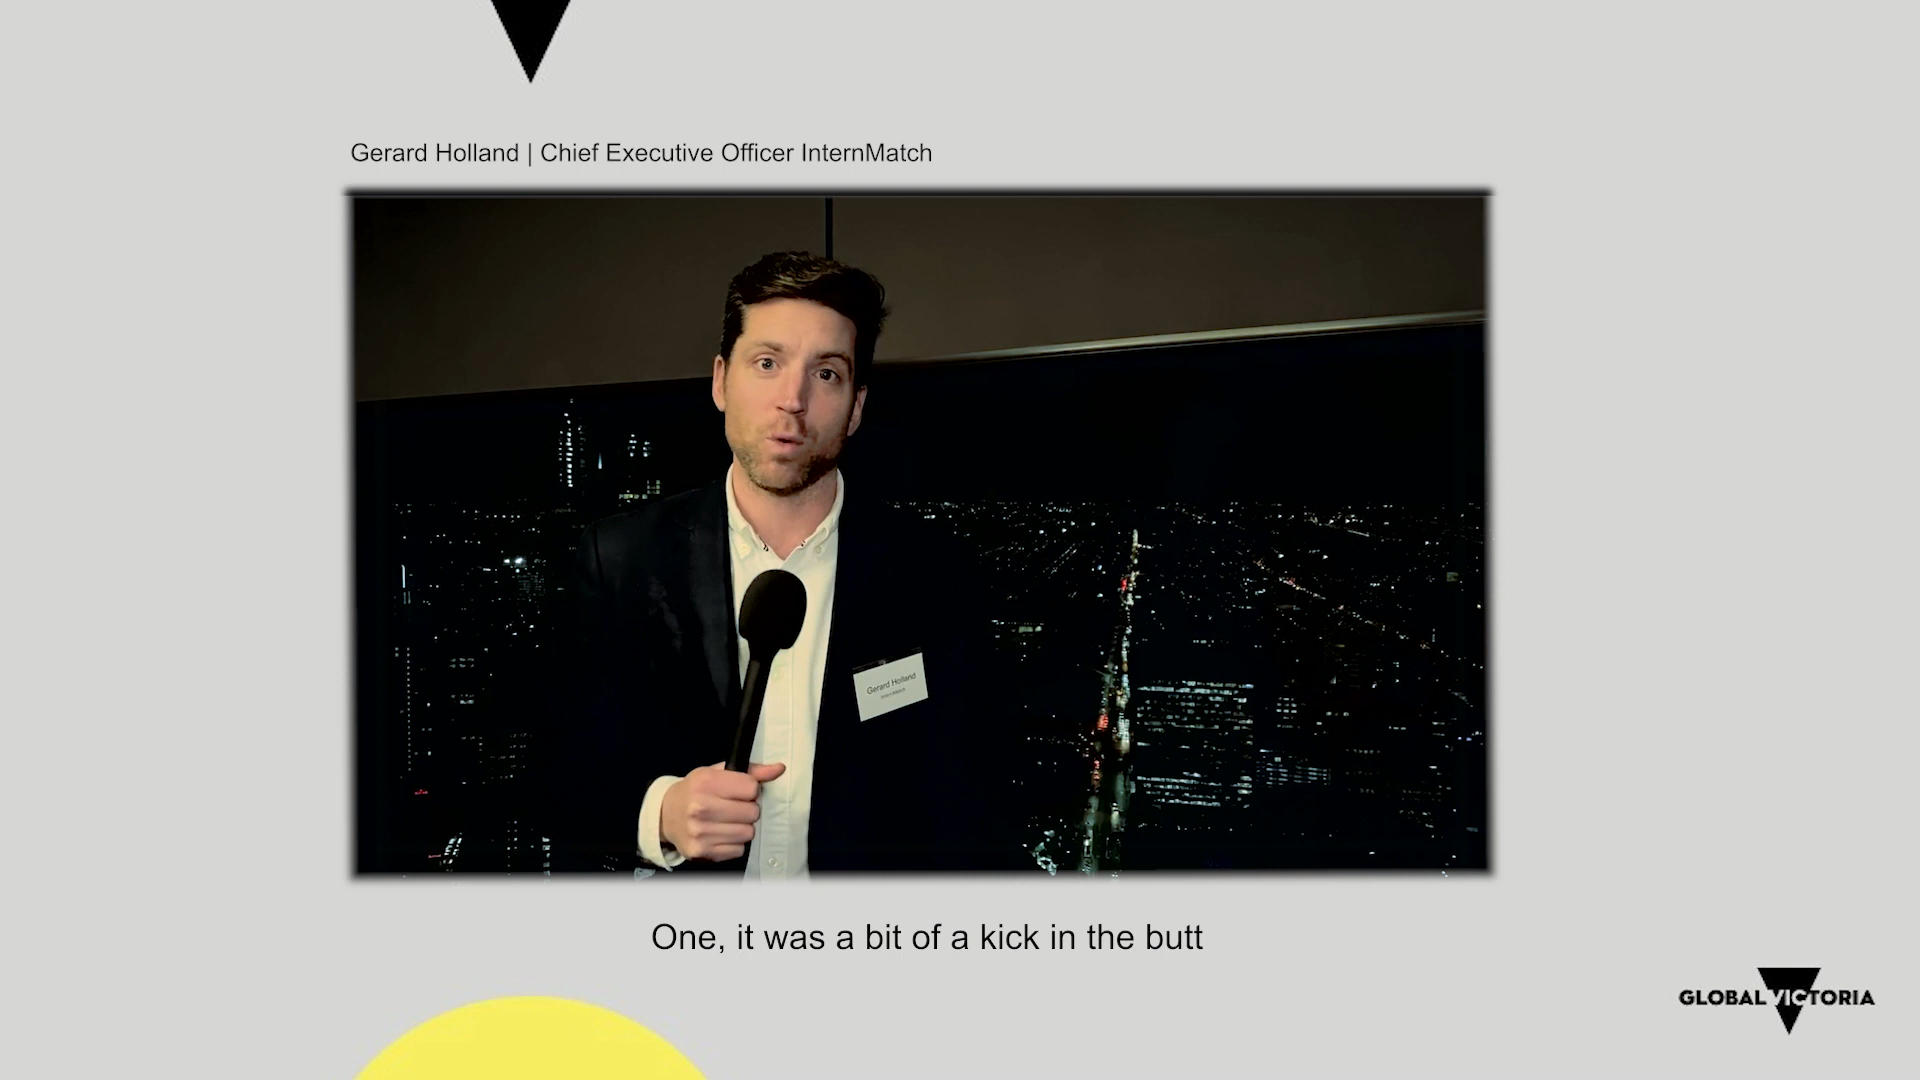 Gerard Holland | Chief Executive Officer InternMatch
Gerard Holland
InternMatch
One, it was a bit of a kick in the butt
GLOBAL VICTORIA